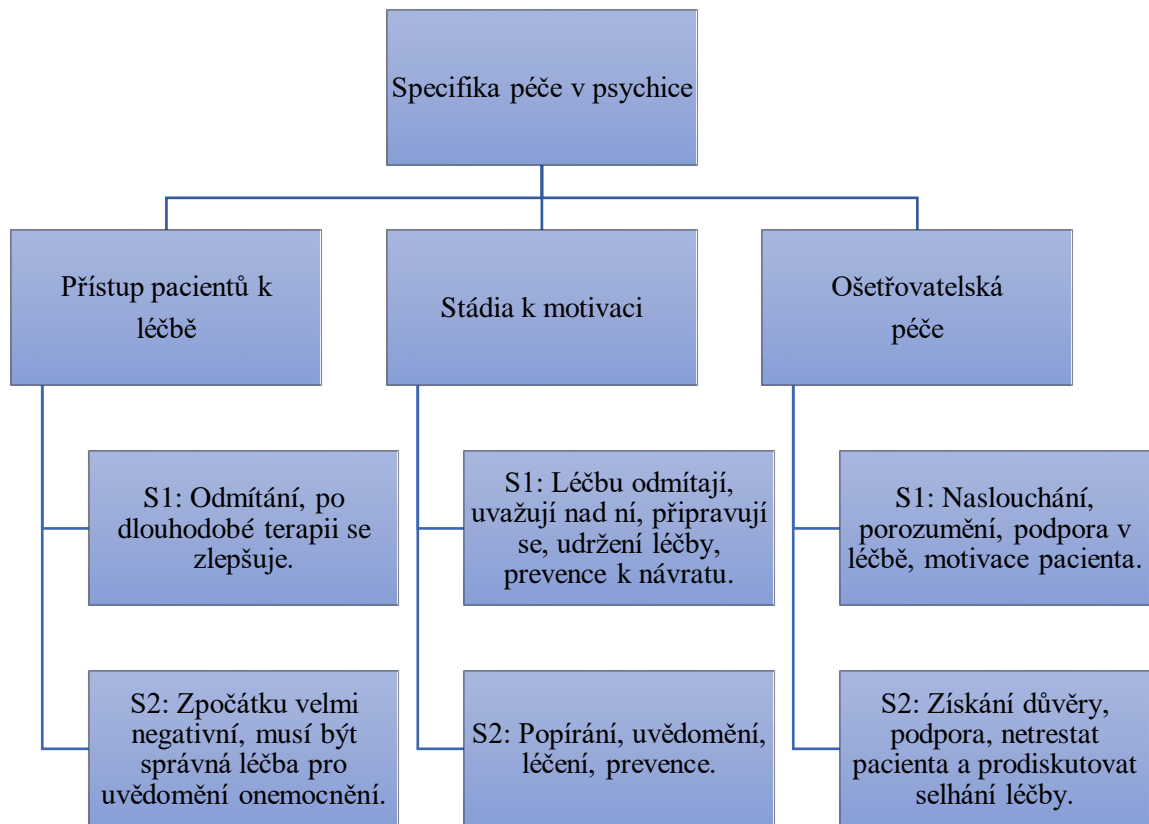 Specifika péče v psychice
Přístup pacientů k
léčbě
Stádia k motivaci
Ošetřovatelská
péče
S1: Odmítání, po
dlouhodobé terapii se
zlepšuje.
S1: Léčbu odmítají,
uvažují nad ní, připravují
se, udržení léčby,
prevence k návratu.
S1: Naslouchání,
porozumění, podpora v
léčbě, motivace pacienta.
S2: Zpočátku velmi
negativní, musí být
správná léčba pro
uvědomění onemocnění.
S2: Popírání, uvědomění,
léčení, prevence.
S2: Získání důvěry,
podpora, netrestat
pacienta a prodiskutovat
selhání léčby.